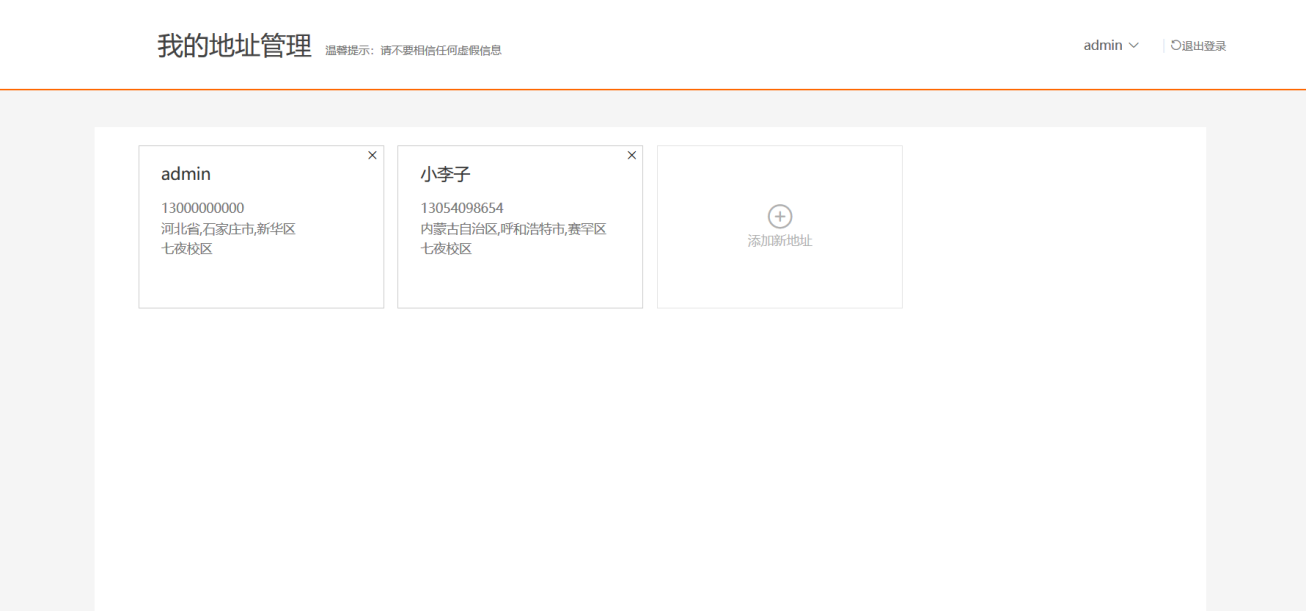 我的地址管理 温馨提示：请不要相信任何虚假信息
admin 退出登录
admin
13000000000
河北省,石家庄市,新华区
七夜校区
小李子
13054098654
内蒙古自治区,呼和浩特市,赛罕区
七夜校区
添加新地址